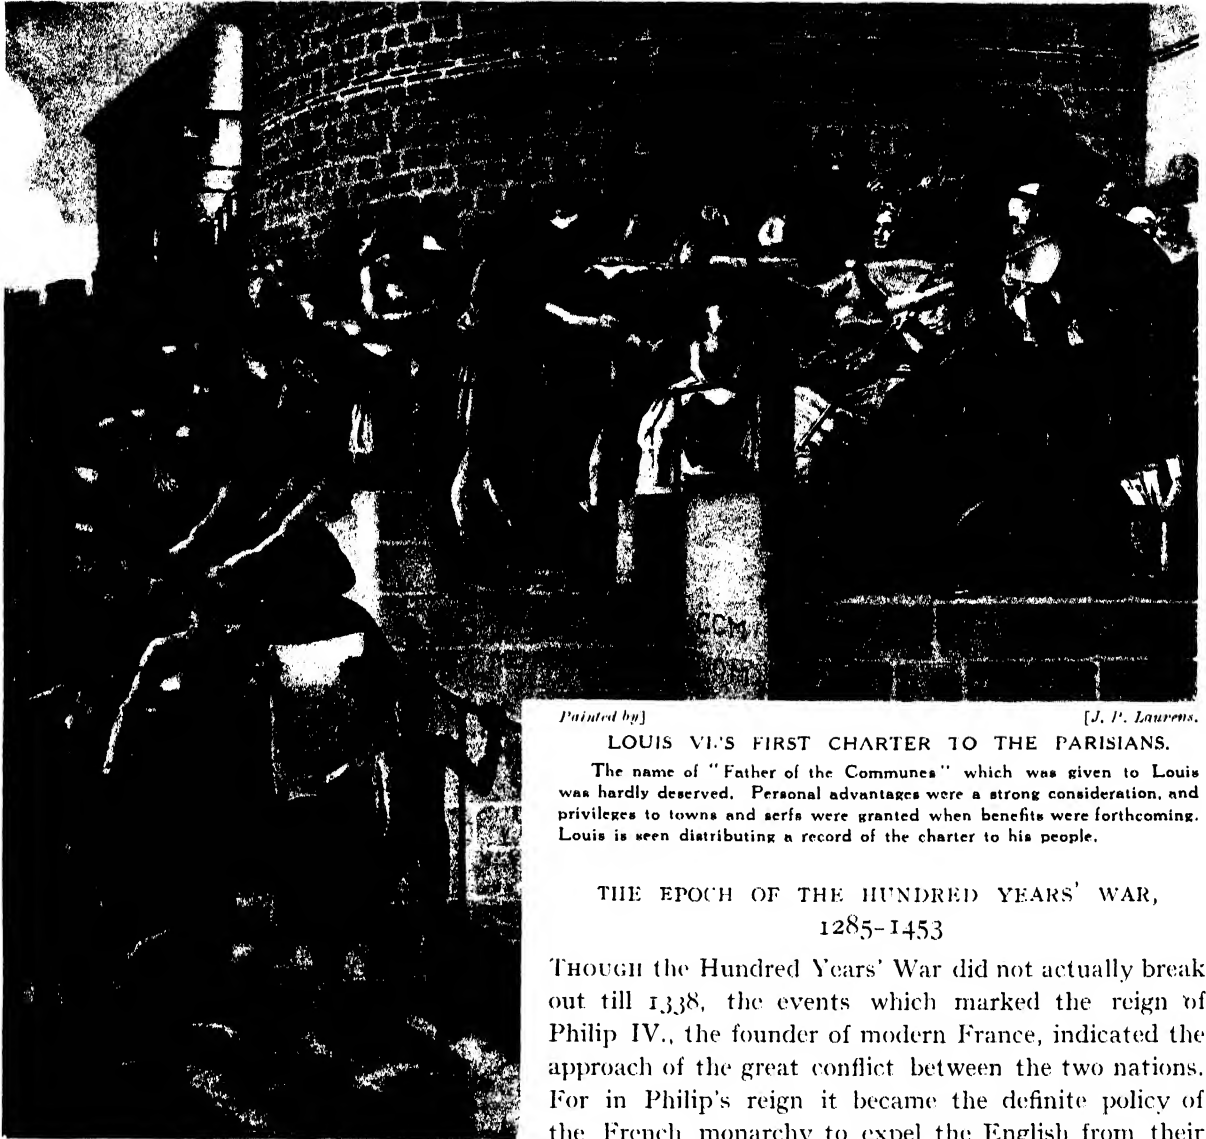 Painted by]
[J. P. Laurens.
LOUIS VI.'S FIRST CHARTER TO THE PARISIANS.
The name of "Father of the Communes" which was given to Louis
was hardly deserved. Personal advantages were a strong consideration, and
privileges to towns and serfs were granted when benefits were forthcoming.
Louis is seen distributing a record of the charter to his people.
THE EPOCH OF THE HUNDRED YEARS' WAR,
1285-1453
THOUGH the Hundred Years' War did not actually break
out till 1338, the events which marked the reign of
Philip IV., the founder of modern France, indicated the
approach of the great conflict between the two nations.
For in Philip's reign it became the definite policy of
the French monarchy to expel the English from their